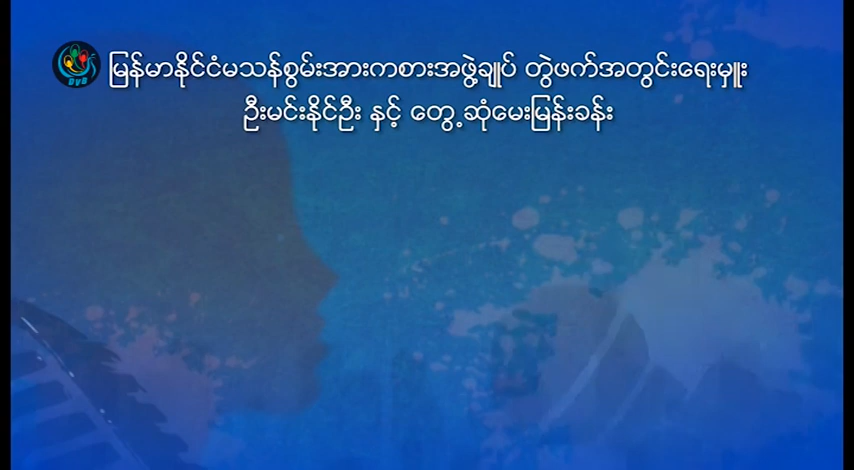 DVB
မြန်မာနိုင်ငံမသန်စွမ်းအားကစားအဖွဲ့ချုပ် တွဲဖက်အတွင်းရေးမှူး
ဦးမင်းနိုင်ဦး နှင့် တွေ့ဆုံမေးမြန်းခန်း